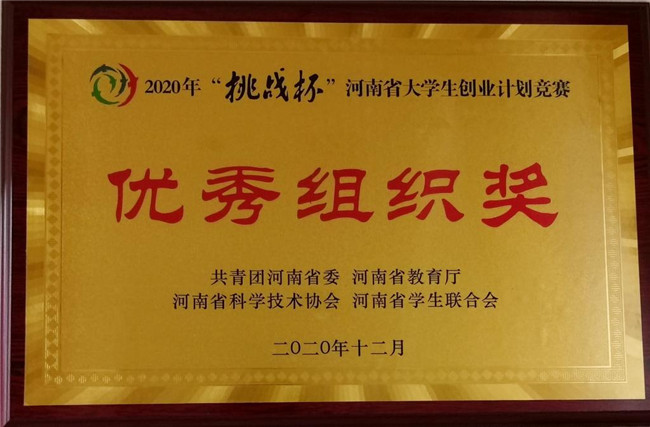 2020年“挑战杯”河南省大学生创业计划竞赛
优秀组织奖
共青团河南省委 河南省教育厅
河南省科学技术协会 河南省学生联合会
二〇二〇年十二月